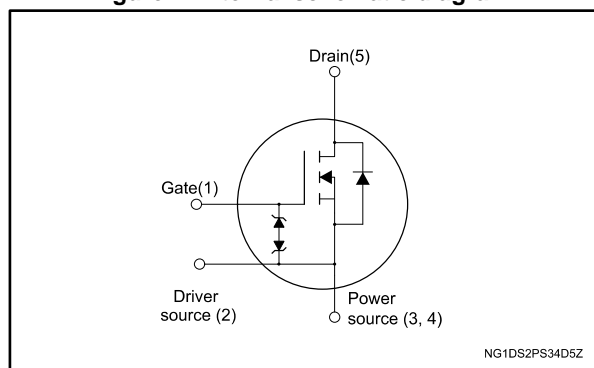 Drain(5)
Gate(1)
Driver
source (2)
Power
source (3, 4)
NG1DS2PS34D5Z